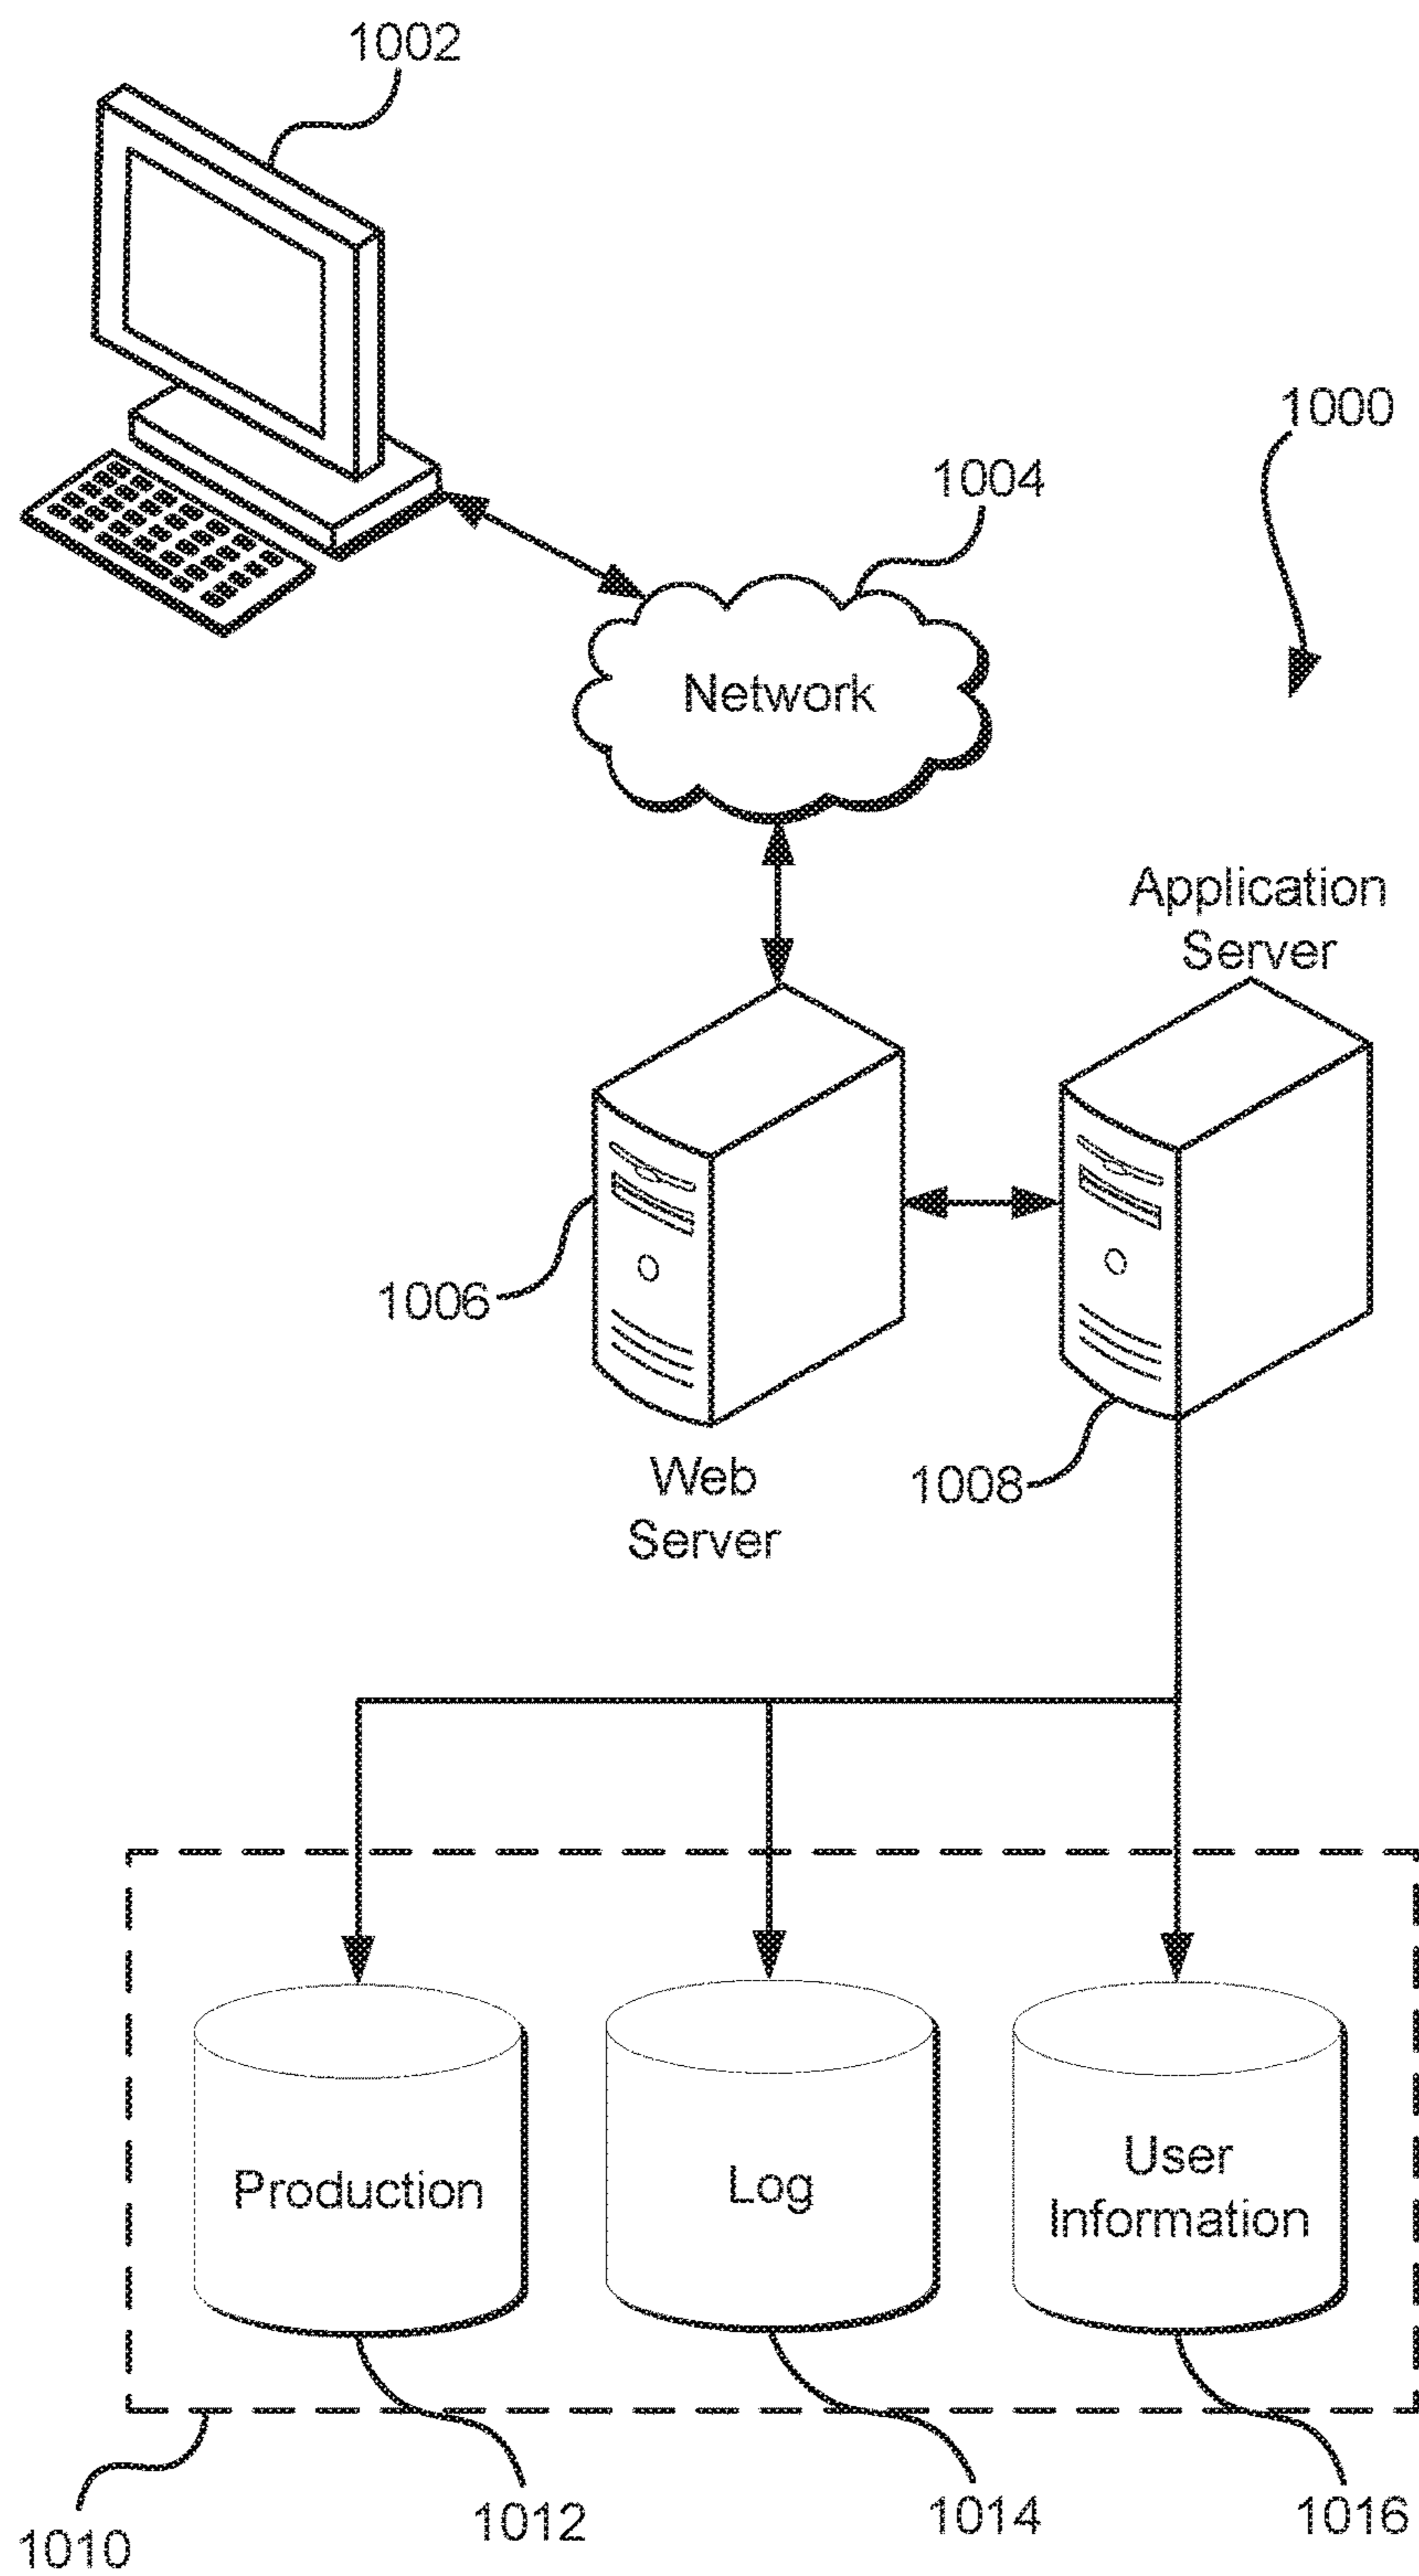 1002
1000
1004
Network
Application
Server
1006
Web
Server
1008
Production
Log
User
Information
1010
1012
1014
1016